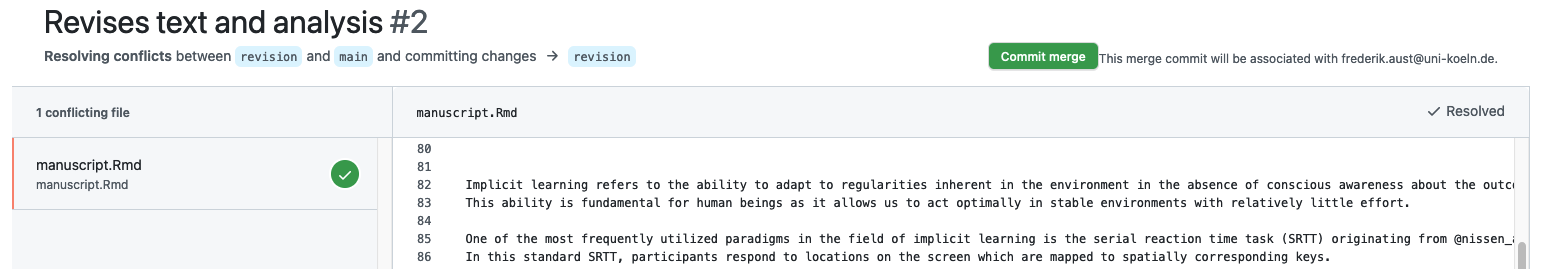 Revises text and analysis #2
Resolving conflicts between revision and main and committing changes → revision
Commit merge This merge commit will be associated with frederik.aust@uni-koeln.de.
1 conflicting file
manuscript.Rmd
Resolved
manuscript.Rmd
manuscript.Rmd
80
81
82 Implicit learning refers to the ability to adapt to regularities inherent in the environment in the absence of conscious awareness about the
83 This ability is fundamental for human beings as it allows us to act optimally in stable environments with relatively little effort.
84
85 One of the most frequently utilized paradigms in the field of implicit learning is the serial reaction time task (SRTT) originating from
86 In this standard SRTT, participants respond to locations on the screen which are mapped to spatially corresponding keys.